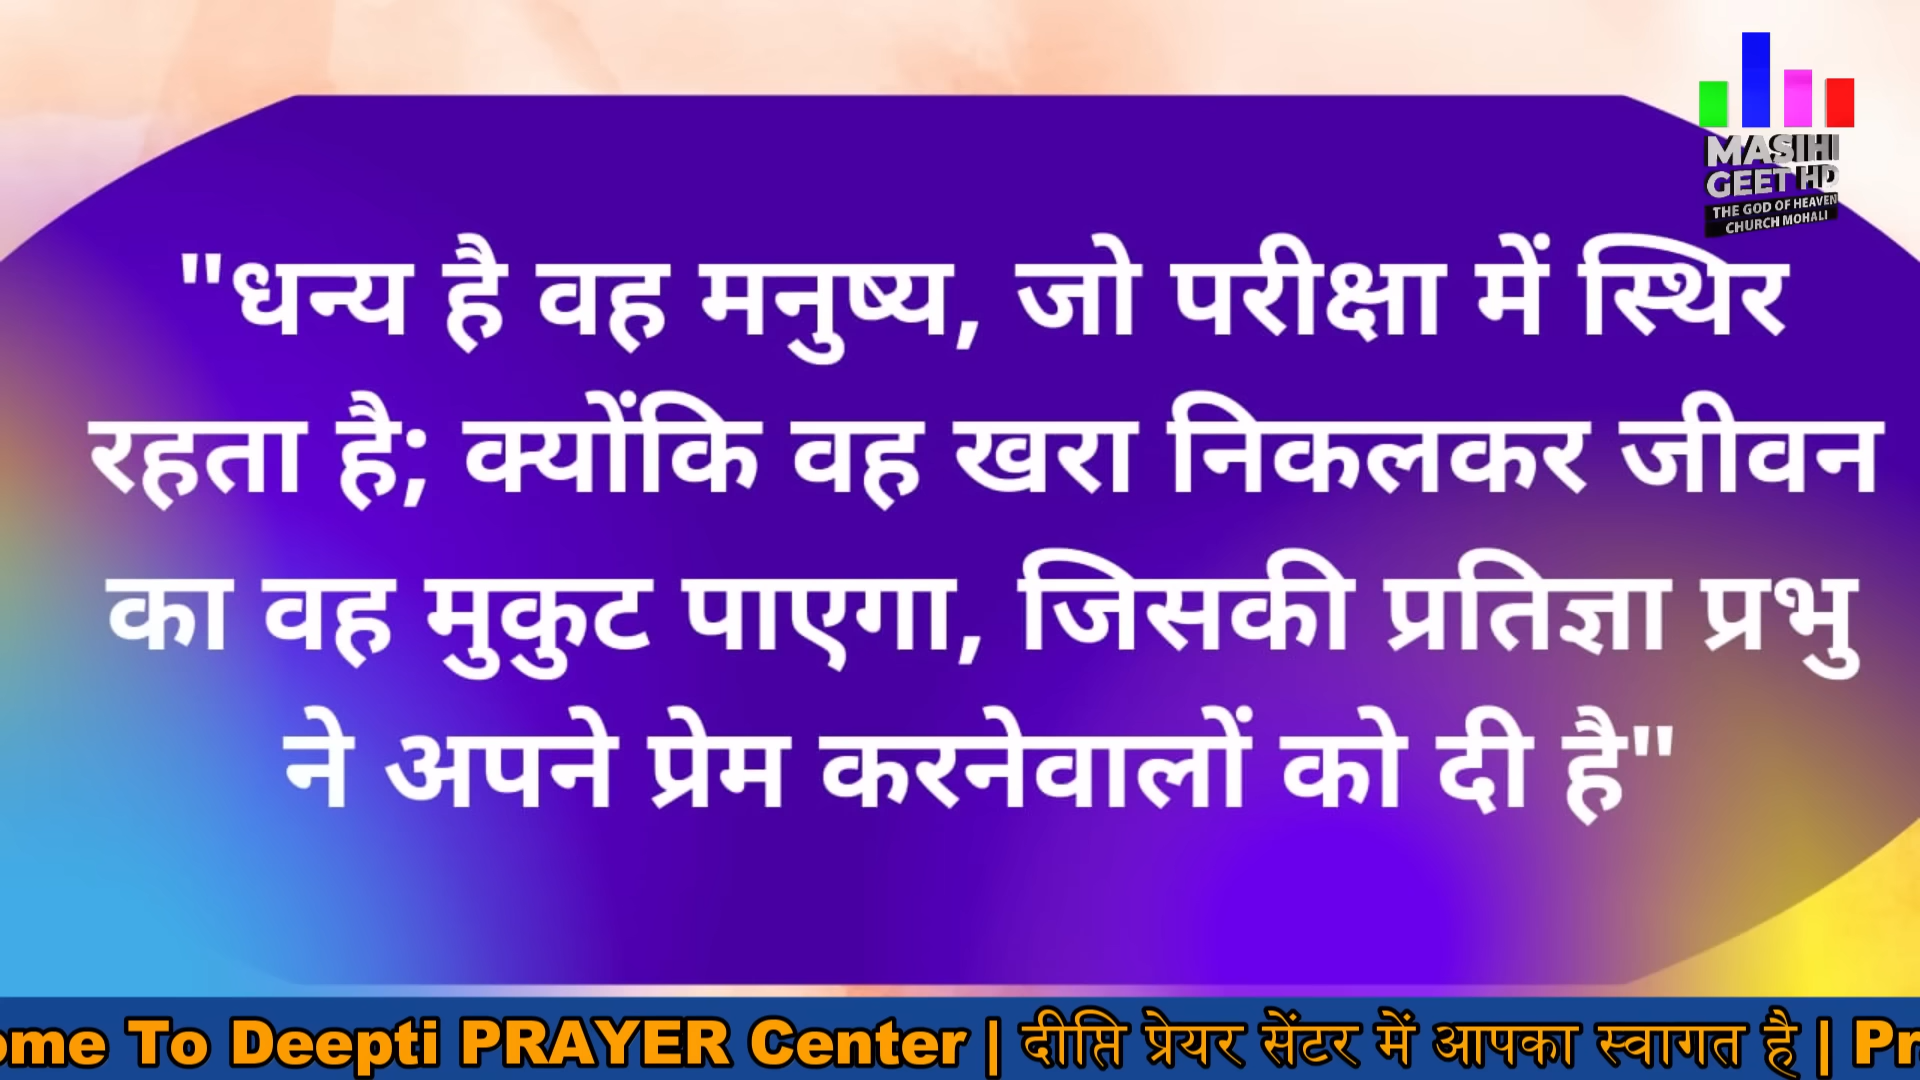 MASIHI
GEET HD
THE GOD OF HEAVEN
CHURCH MOHALI
"धन्य है वह मनुष्य, जो परीक्षा में स्थिर
रहता है; क्योंकि वह खरा निकलकर जीवन
का वह मुकुट पाएगा, जिसकी प्रतिज्ञा प्रभु
ने अपने प्रेम करनेवालों को दी है"
ome To Deepti PRAYER Center | दीप्ति प्रेयर सेंटर में आपका स्वागत है | Pr